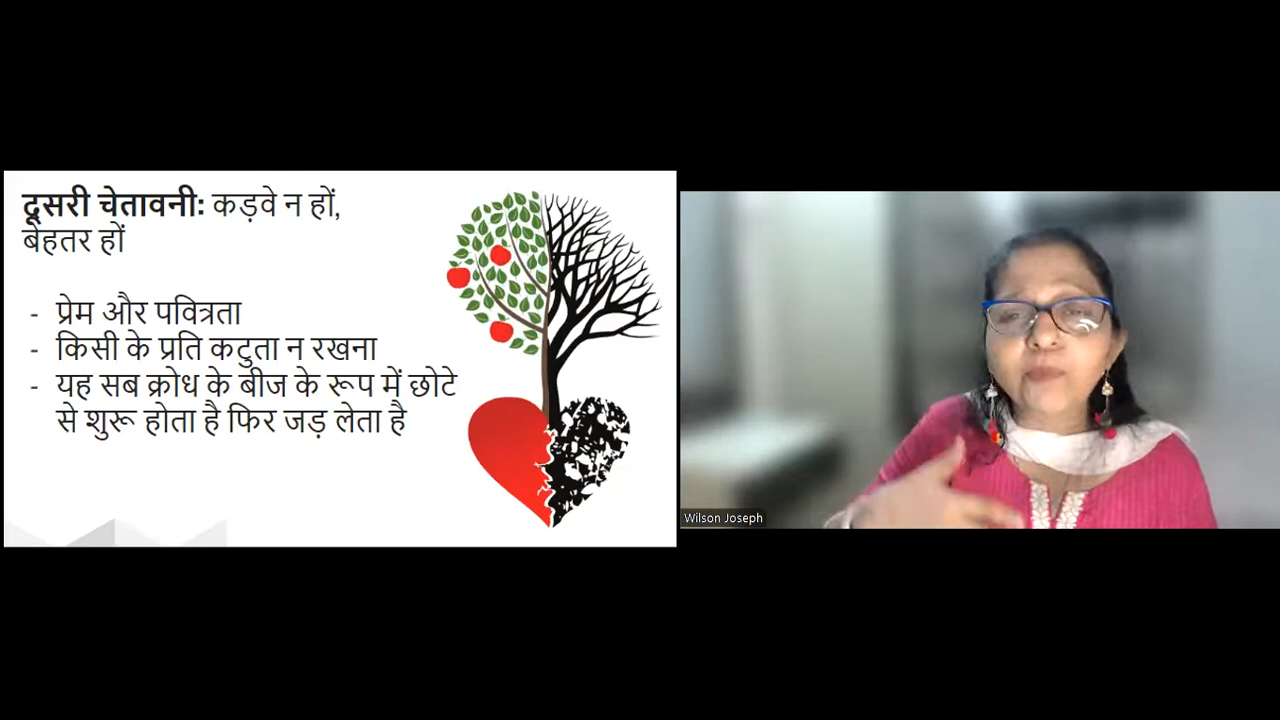 दूसरी चेतावनी: कड़वे न हों,
बेहतर हों
- प्रेम और पवित्रता
- किसी के प्रति कटुता न रखना
- यह सब क्रोध के बीज के रूप में छोटे
से शुरू होता है फिर जड़ लेता है
Wilson Joseph